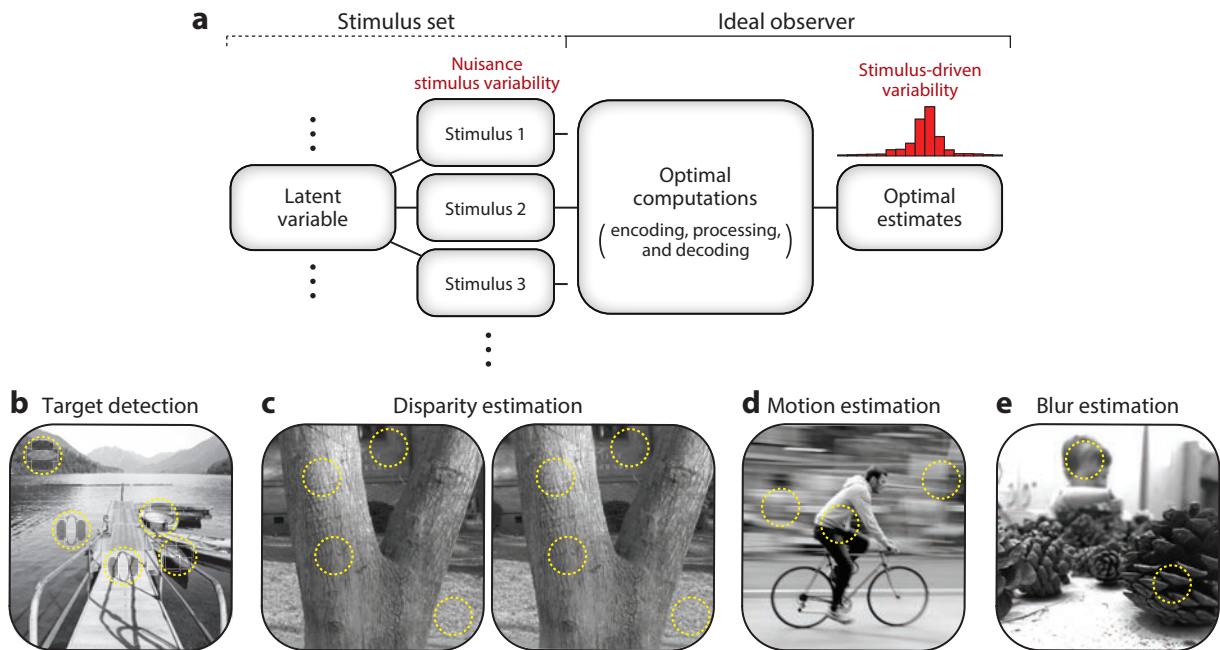 a
Stimulus set
Ideal observer
Nuisance
stimulus variability
Stimulus-driven
variability
Stimulus 1
Latent
variable
Stimulus 2
Stimulus 3
Optimal
computations
(encoding, processing,
and decoding)
Optimal
estimates
b Target detection
c Disparity estimation
d Motion estimation
e Blur estimation